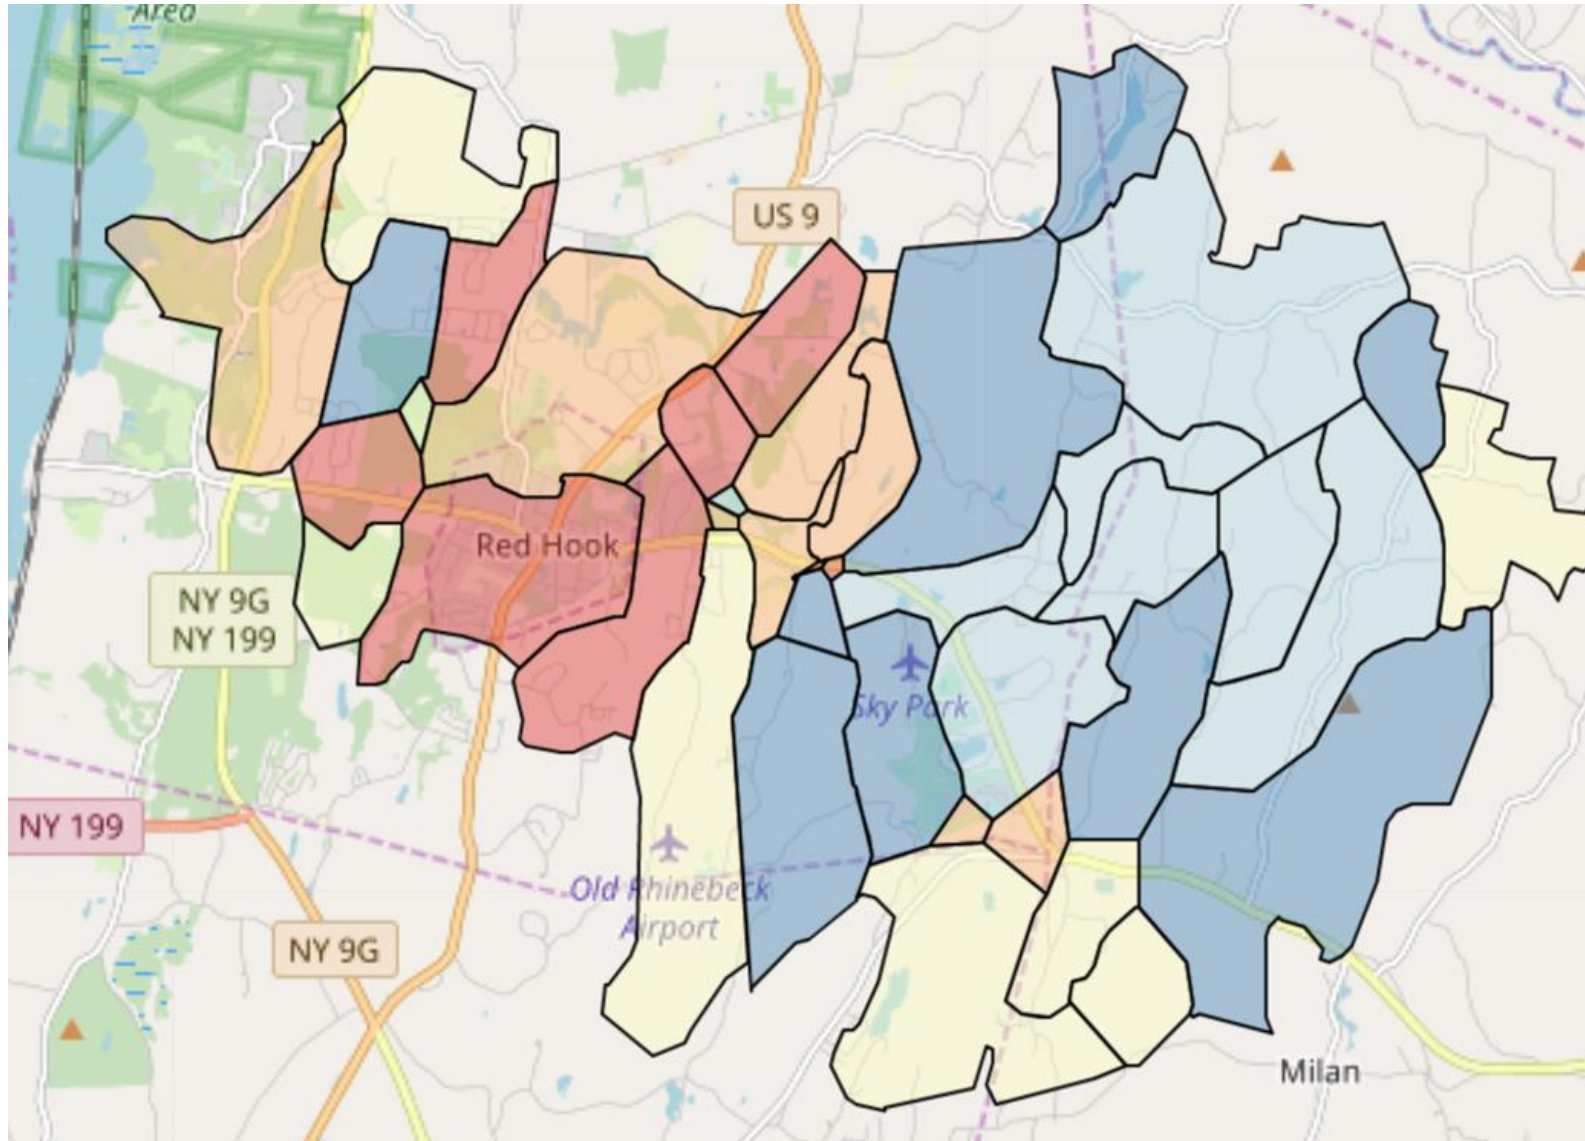 Area
US 9
Red Hook
NY 9G
NY 199
Sky Park
NY 199
Old Rhinebeck
Airport
NY 9G
Milan